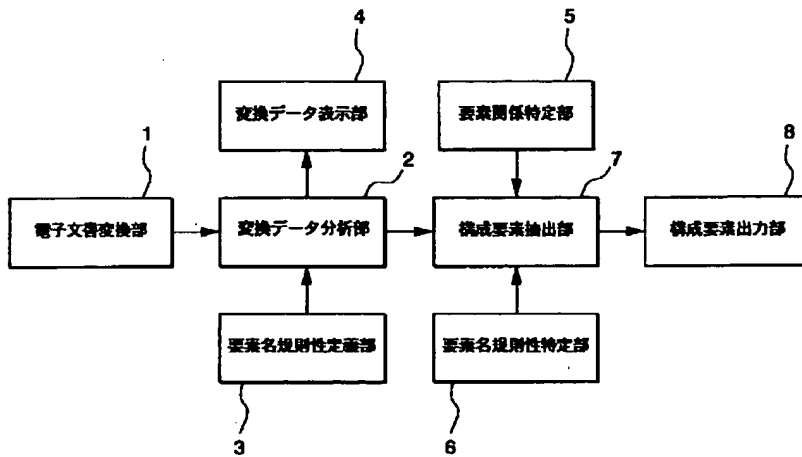 4
5
変換データ表示部
要素関係特定部
8
1
2
7
電子文書変換部
変換データ分析部
構成要素抽出部
構成要素出力部
要素名規則性定義部
要素名規則性特定部
3
6